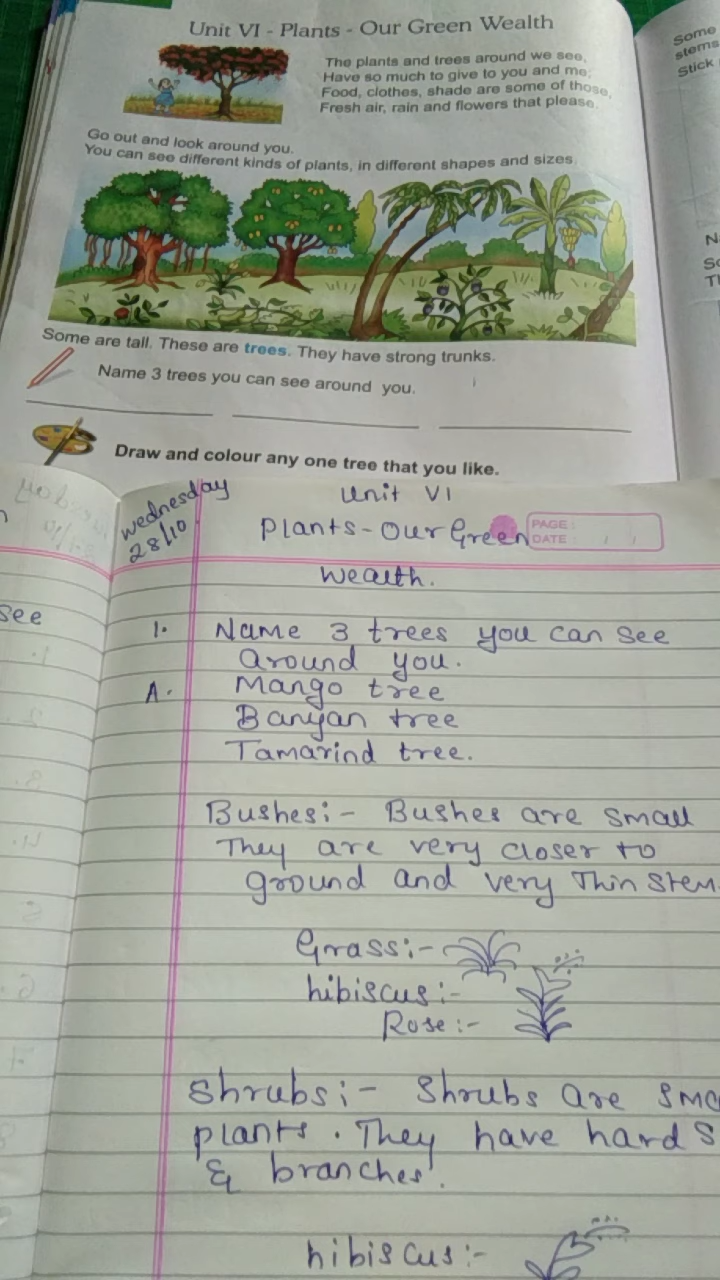 Unit VI - Plants - Our Green Wealth
The plants and trees around we see,
Have so much to give to you and me;
Food, clothes, shade are some of those,
Fresh air, rain and flowers that please.
Go out and look around you.
You can see different kinds of plants, in different shapes and sizes.
Some are tall. These are trees. They have strong trunks.
Name 3 trees you can see around you.
Draw and colour any one tree that you like.
Some
stems
Stick
N
Th
see
wednesday
28/10
Unit VI
Plants - Our Green
PAGE :
DATE : / /
Wealth.
1. Name 3 trees you can see
around you.
A. Mango tree
Banyan tree
Tamarind tree.
Bushes:- Bushes are small
They are very closer to
ground and very Thin stem
Grass:-
hibiscus:-
Rose:-
Shrubs:- Shrubs are sma
plants. They have hard s
& branches.
hibiscus:-